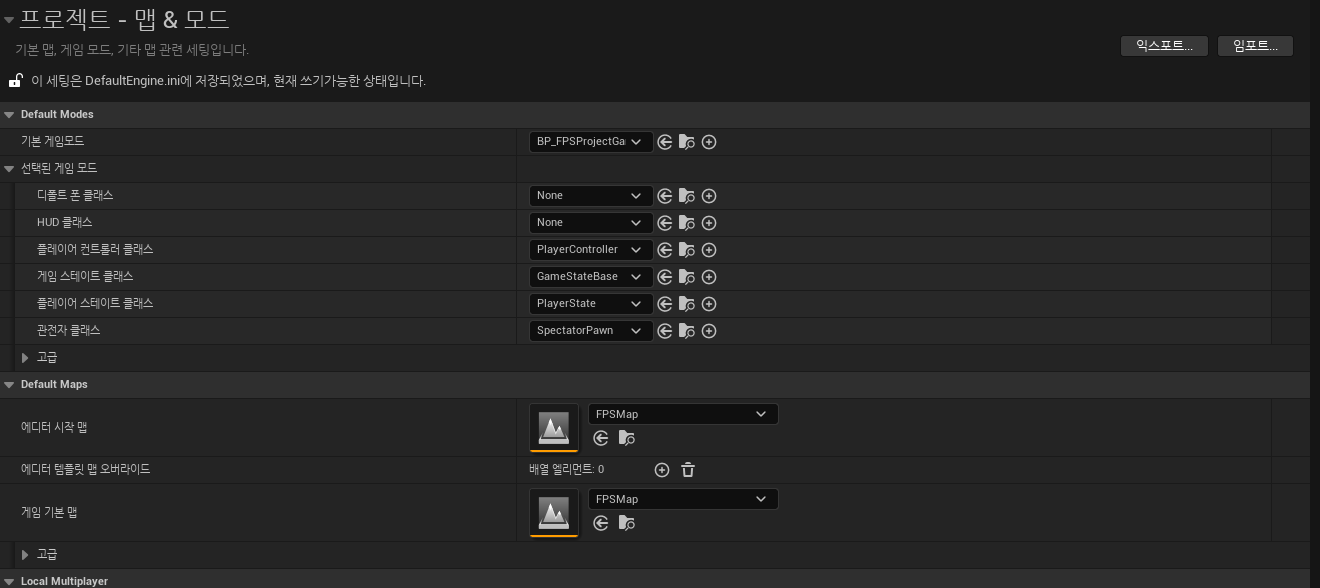 프로젝트 - 맵 & 모드
기본 맵, 게임 모드, 기타 맵 관련 세팅입니다.
익스포트... 임포트...
이 세팅은 DefaultEngine.ini에 저장되었으며, 현재 쓰기가능한 상태입니다.
Default Modes
기본 게임모드 BP_FPSProjectGa
선택된 게임 모드
디폴트 폰 클래스 None
HUD 클래스 None
플레이어 컨트롤러 클래스 PlayerController
게임 스테이트 클래스 GameStateBase
플레이어 스테이트 클래스 PlayerState
관전자 클래스 SpectatorPawn
고급
Default Maps
에디터 시작 맵 FPSMap
에디터 템플릿 맵 오버라이드 배열 엘리먼트: 0
게임 기본 맵 FPSMap
고급
Local Multiplayer